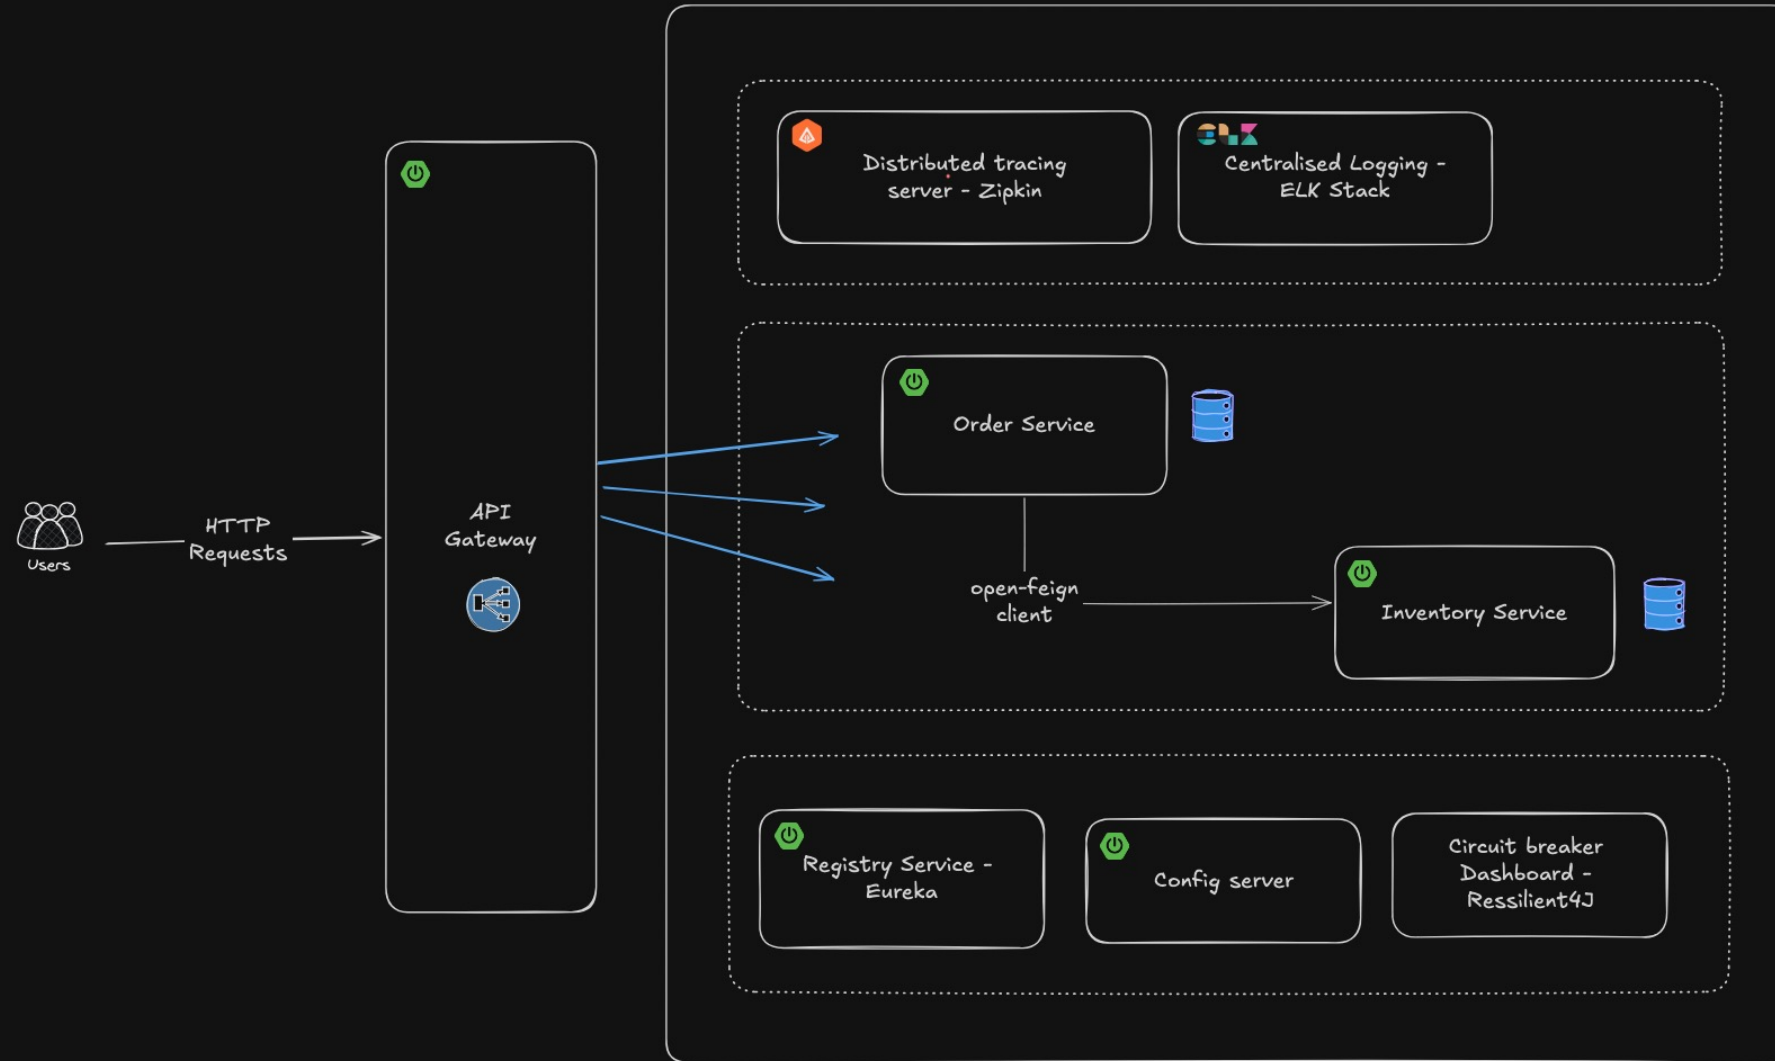 Users
HTTP
Requests
API
Gateway
Distributed tracing
server - Zipkin
ELK
Centralised Logging -
ELK Stack
Order Service
open-feign
client
Inventory Service
Registry Service -
Eureka
Config server
Circuit breaker
Dashboard -
Ressilient4J